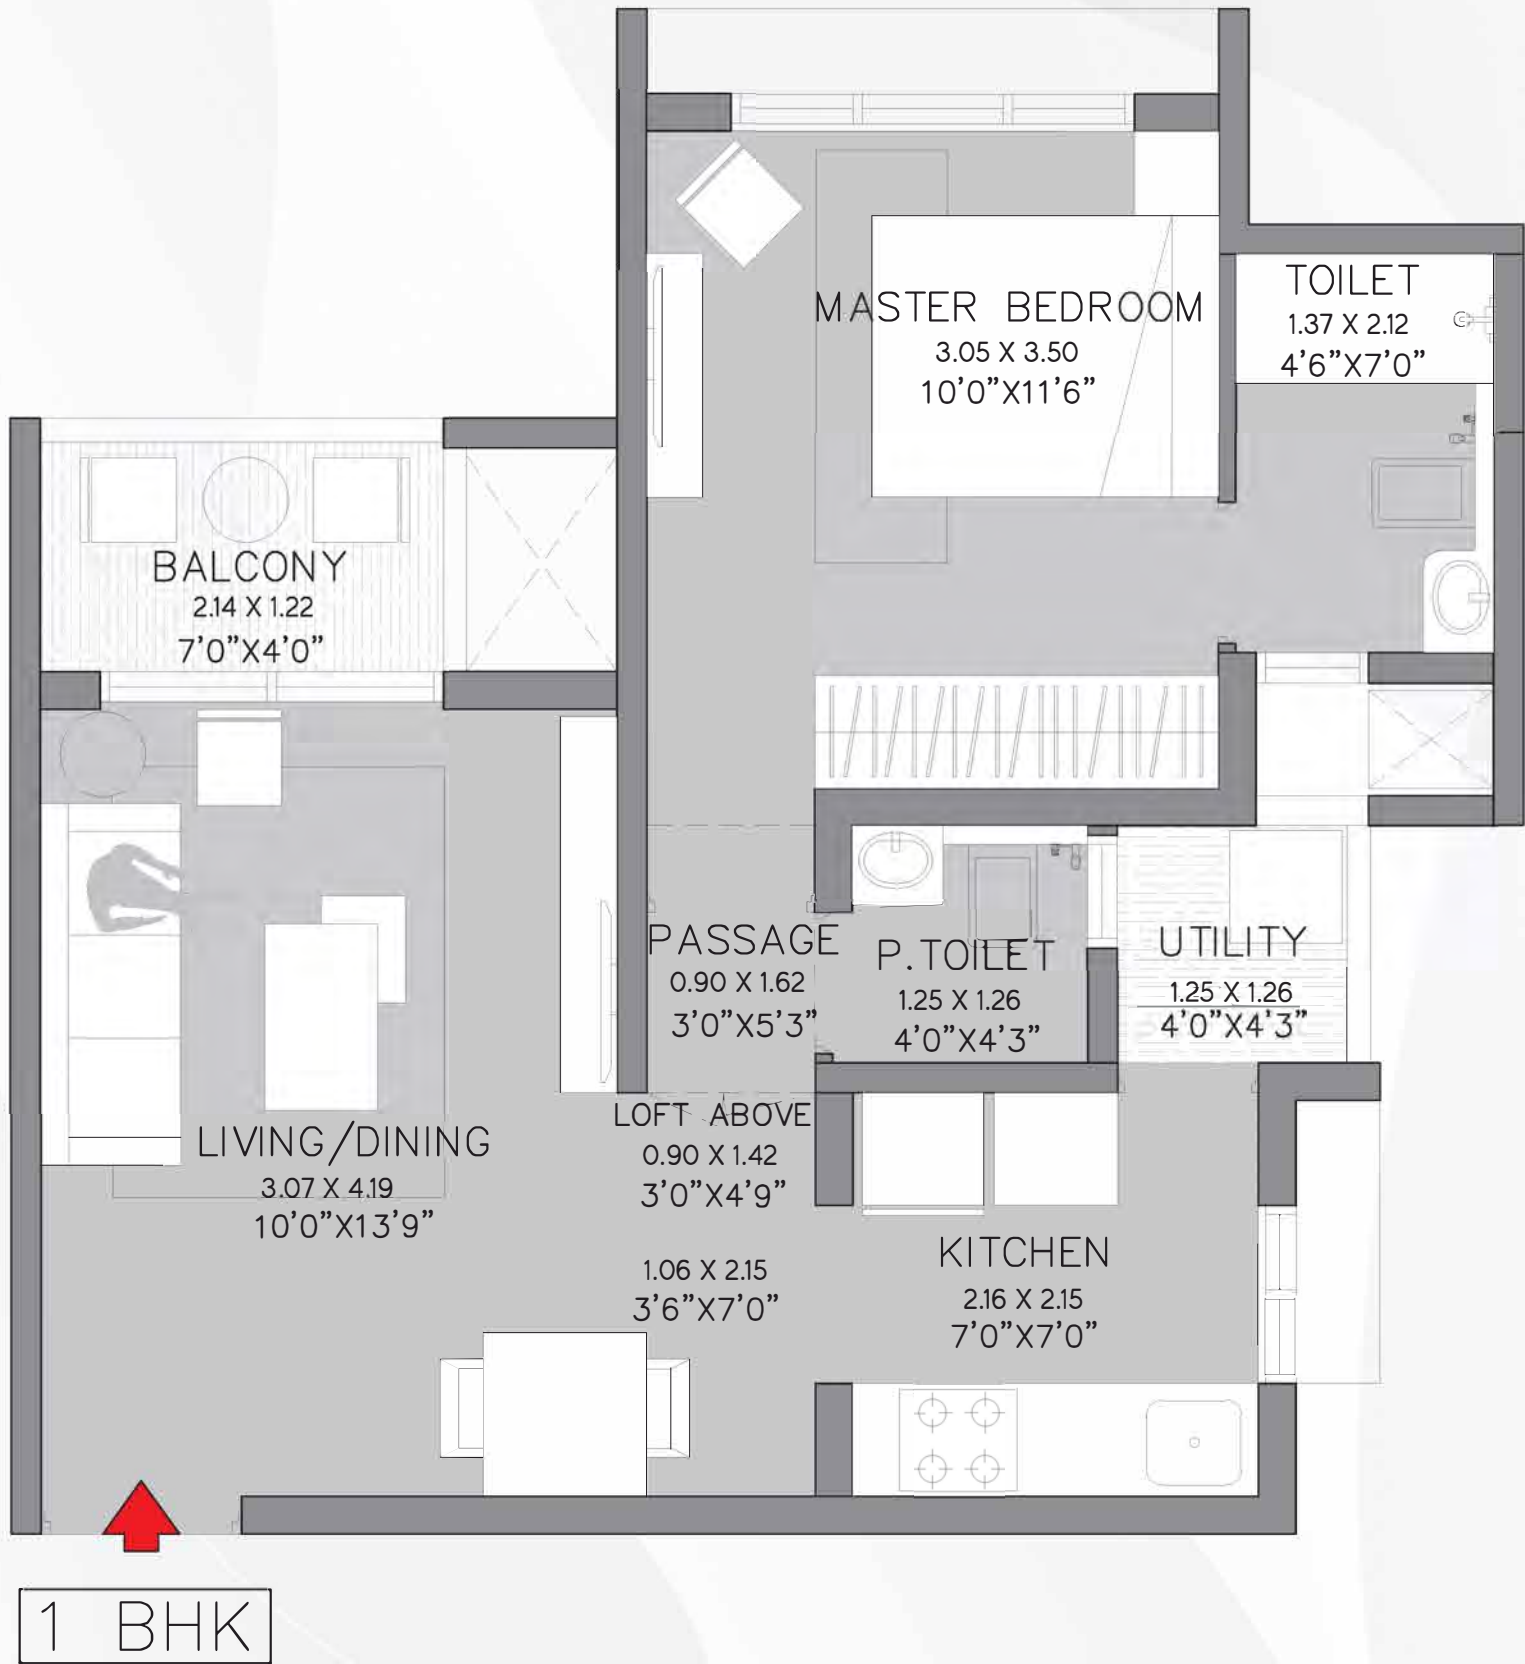 MASTER BEDROOM
3.05 X 3.50
10'0"X11'6"
TOILET
1.37 X 2.12
4'6"X7'0"
BALCONY
2.14 X 1.22
7'0"X4'0"
PASSAGE
0.90 X 1.62
3'0"X5'3"
P.TOILET
1.25 X 1.26
4'0"X4'3"
UTILITY
1.25 X 1.26
4'0"X4'3"
LIVING/DINING
3.07 X 4.19
10'0"X13'9"
LOFT ABOVE
0.90 X 1.42
3'0"X4'9"
1.06 X 2.15
3'6"X7'0"
KITCHEN
2.16 X 2.15
7'0"X7'0"
1 BHK